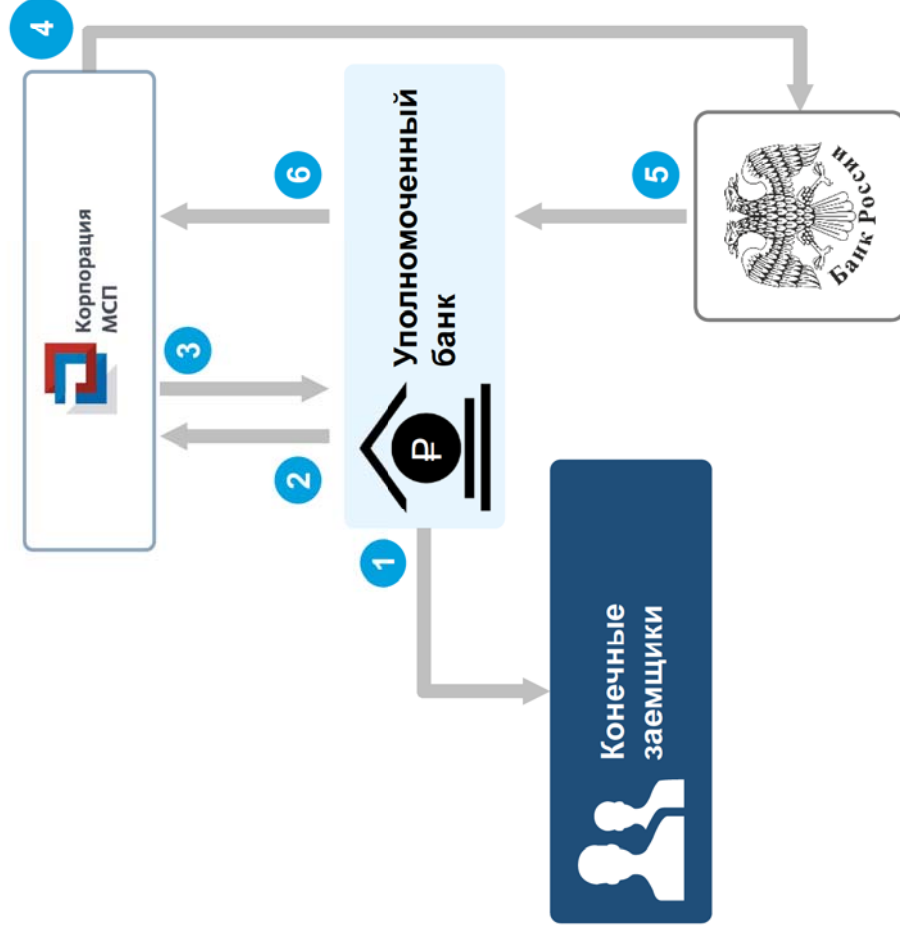 4
Корпорация
МСП
3
2
6
Уполномоченный
банк
₽
1
5
Банк России
Конечные
заемщики